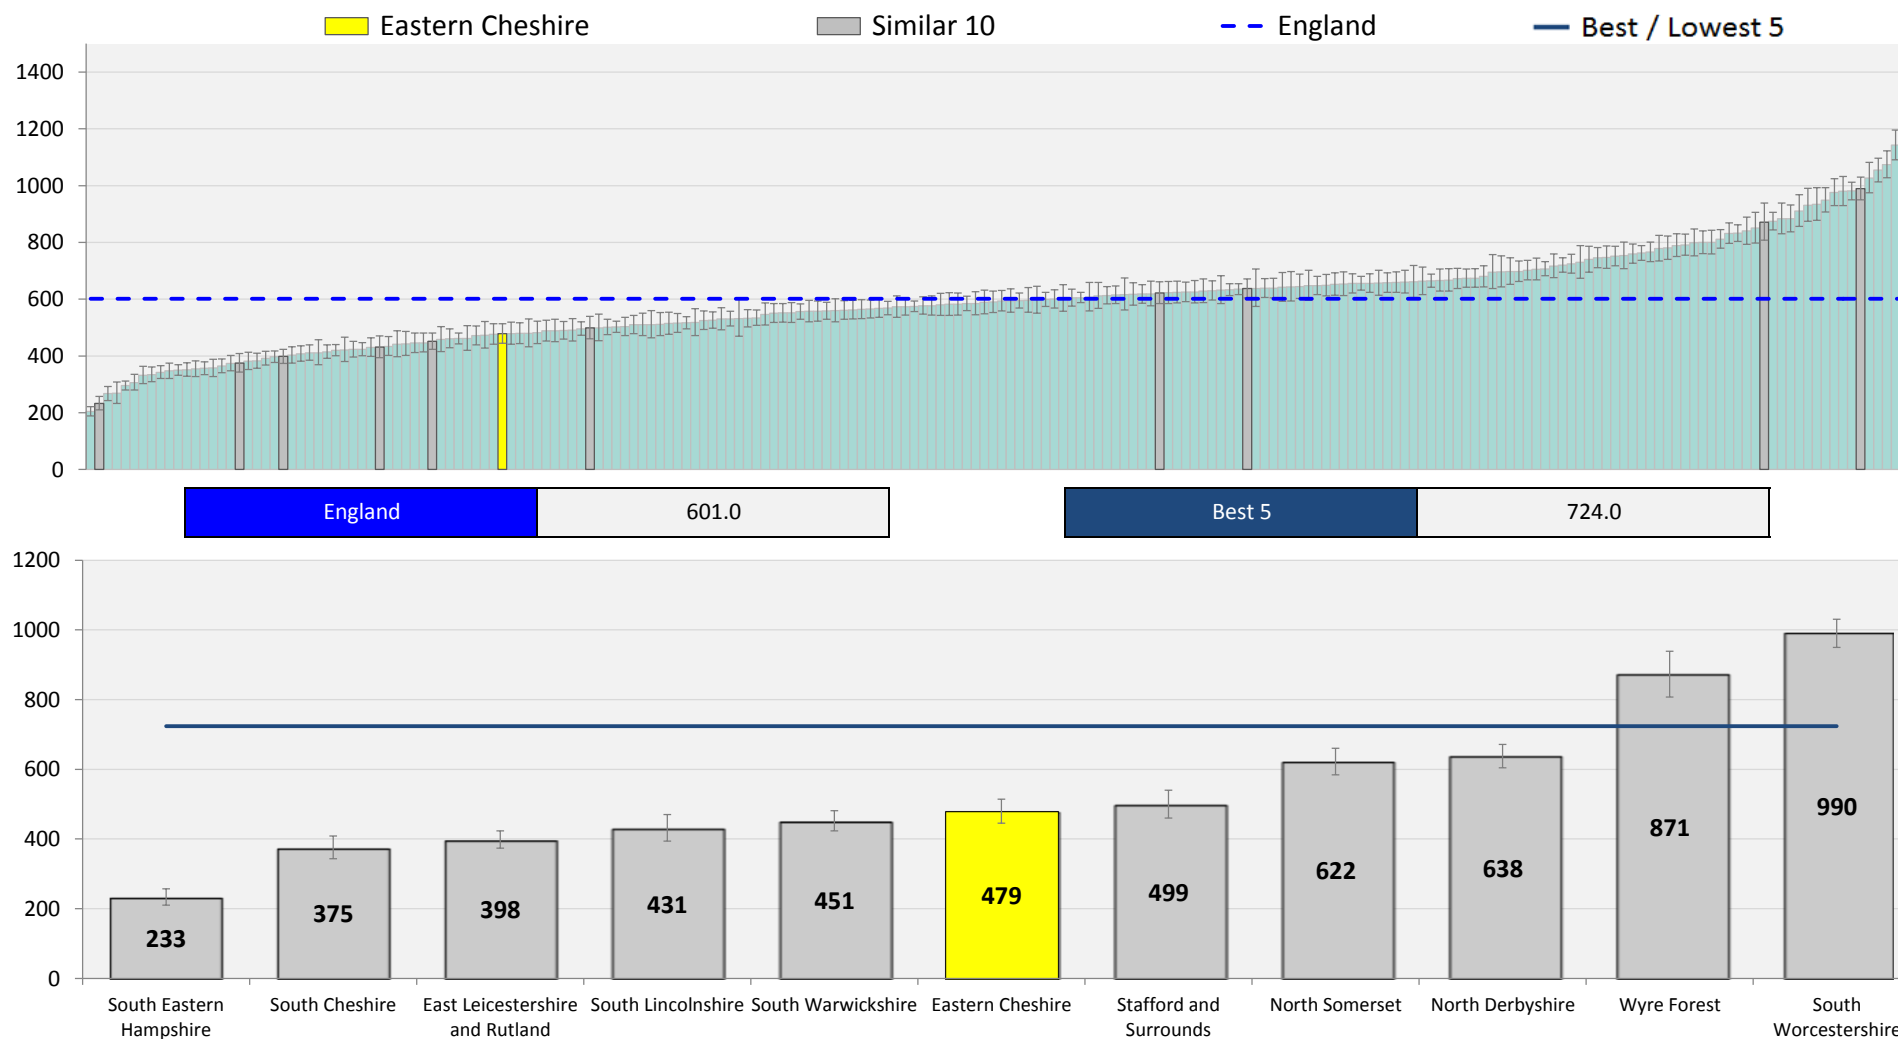 Eastern Cheshire
Similar 10
England
Best / Lowest 5
1400
1200
1000
800
600
400
200
0
England
601.0
Best 5
724.0
1200
1000
800
600
400
200
0
233
375
398
431
451
479
499
622
638
871
990
South Eastern
Hampshire
South Cheshire
East Leicestershire
and Rutland
South Lincolnshire
South Warwickshire
Eastern Cheshire
Stafford and
Surrounds
North Somerset
North Derbyshire
Wyre Forest
South
Worcestershire